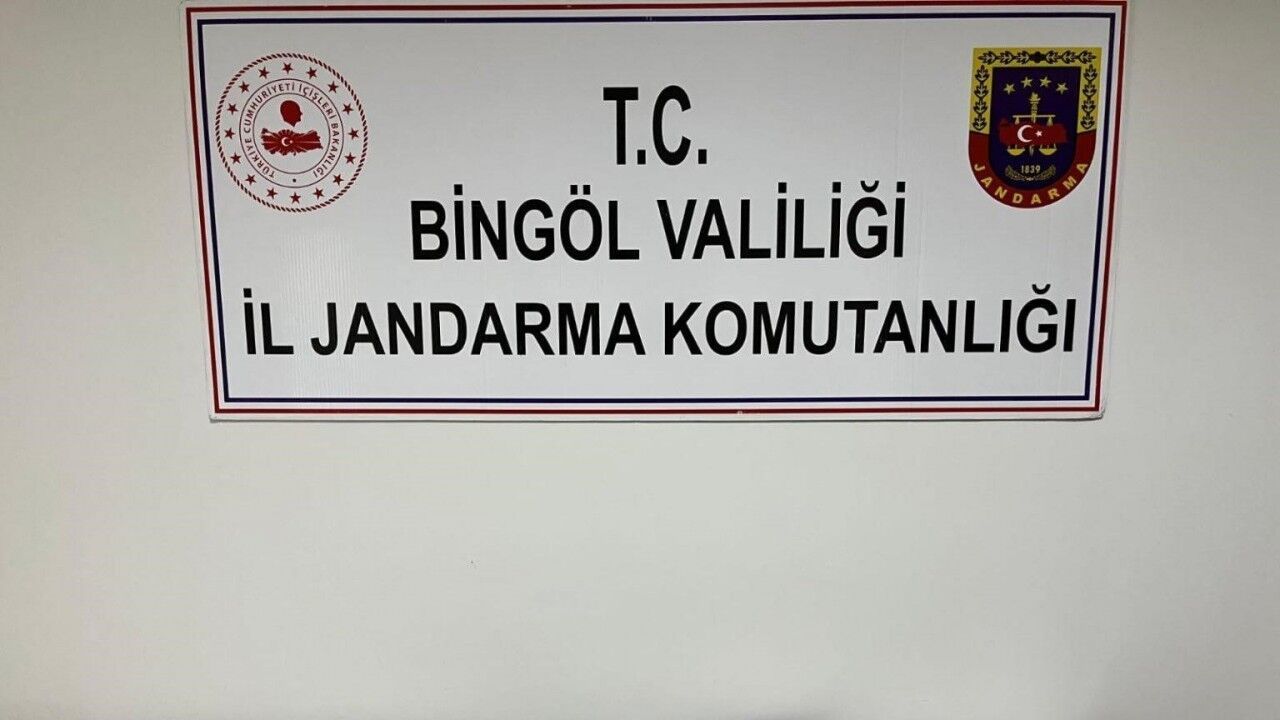 T.C.
BİNGÖL VALİLİĞİ
İL JANDARMA KOMUTANLIĞI
TÜRKİYE CUMHURİYETİ İÇİŞLERİ BAKANLIĞI
1839
JANDARMA